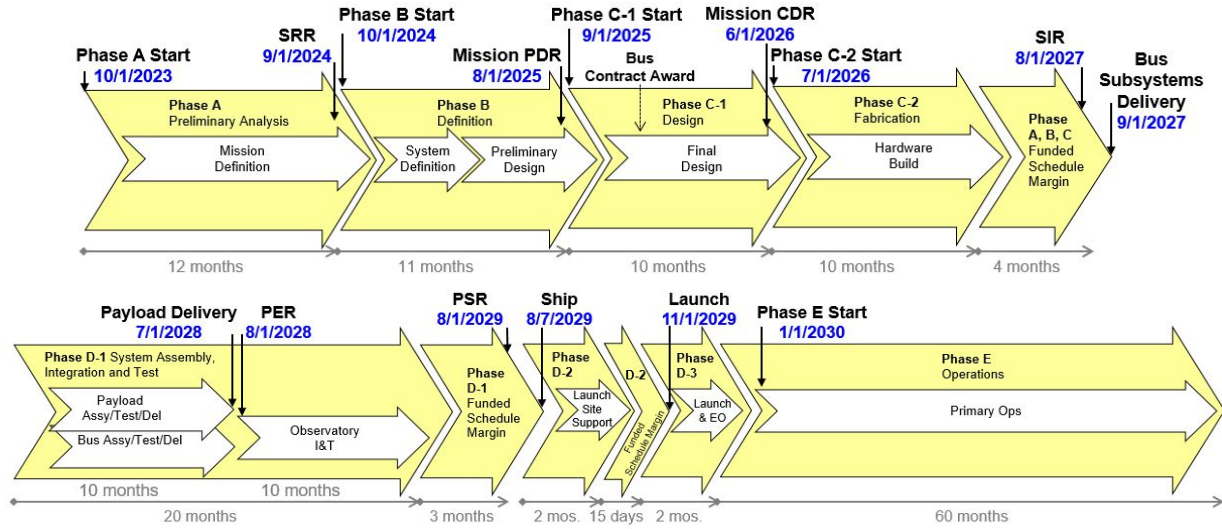 Phase A Start
10/1/2023
SRR
9/1/2024
Phase B Start
10/1/2024
Mission PDR
8/1/2025
Phase C-1 Start
9/1/2025
Bus
Contract Award
Mission CDR
6/1/2026
Phase C-2 Start
7/1/2026
SIR
8/1/2027
Bus
Subsystems
Delivery
9/1/2027
Phase A
Preliminary Analysis
Mission
Definition
Phase B
Definition
System
Definition
Preliminary
Design
Phase C-1
Design
Final
Design
Phase C-2
Fabrication
Hardware
Build
Phase
A, B, C
Funded
Schedule
Margin
12 months
11 months
10 months
10 months
4 months
Payload Delivery
7/1/2028
PER
8/1/2028
PSR
8/1/2029
Ship
8/7/2029
Launch
11/1/2029
Phase E Start
1/1/2030
Phase D-1 System Assembly,
Integration and Test
Payload
Assy/Test/Del
Bus Assy/Test/Del
Observatory
I&T
Phase
D-1
Funded
Schedule
Margin
Phase
D-2
Launch
Site
Support
D-2
Funded
Schedule Margin
Phase
D-3
Launch
& EO
Phase E
Operations
Primary Ops
10 months
10 months
20 months
3 months
2 mos.
15 days
2 mos.
60 months